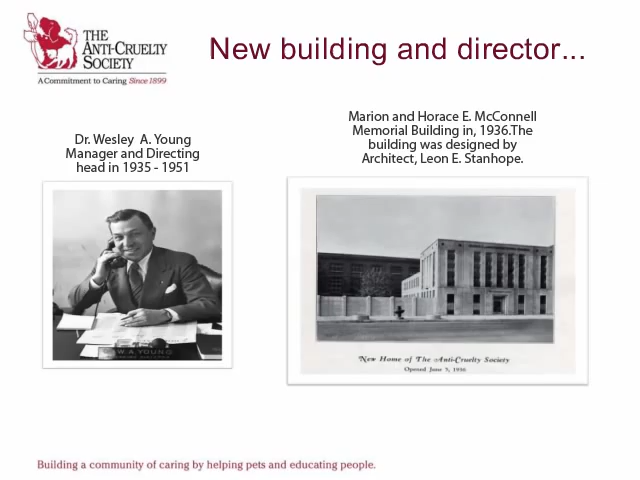 THE
ANTI-CRUELTY
SOCIETY
A Commitment to Caring Since 1899
New building and director...
Dr. Wesley A. Young
Manager and Directing
head in 1935 - 1951
Marion and Horace E. McConnell
Memorial Building in, 1936.The
building was designed by
Architect, Leon E. Stanhope.
W.A. YOUNG
New Home of The Anti-Cruelty Society
Opened June 5, 1936
Building a community of caring by helping pets and educating people.